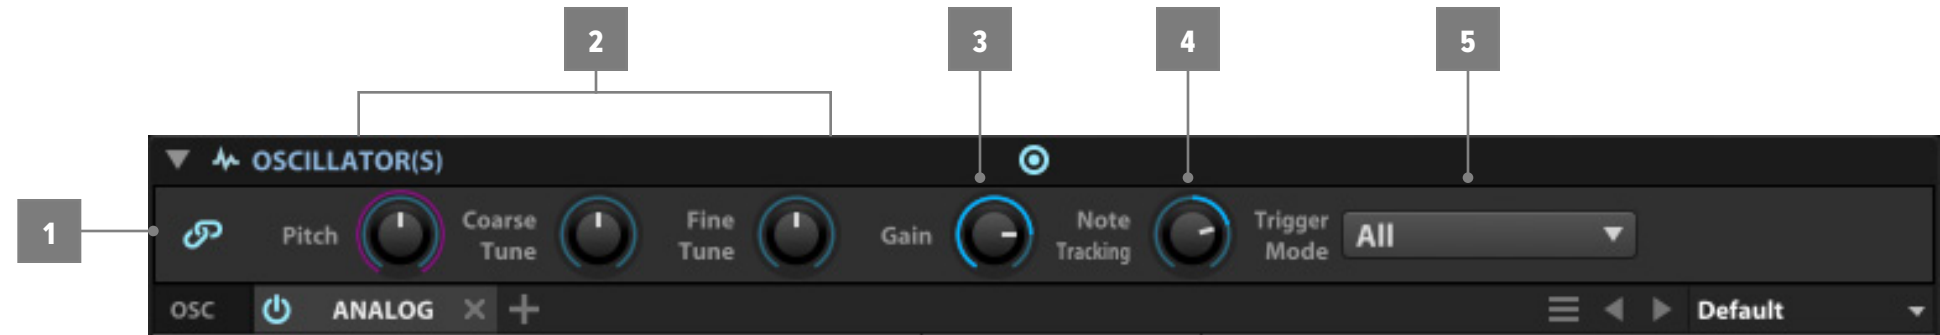 2 3 4 5
OSCILLATOR(S)
1
Pitch
Coarse
Tune
Fine
Tune
Gain
Note
Tracking
Trigger
Mode
All
OSC ANALOG Default